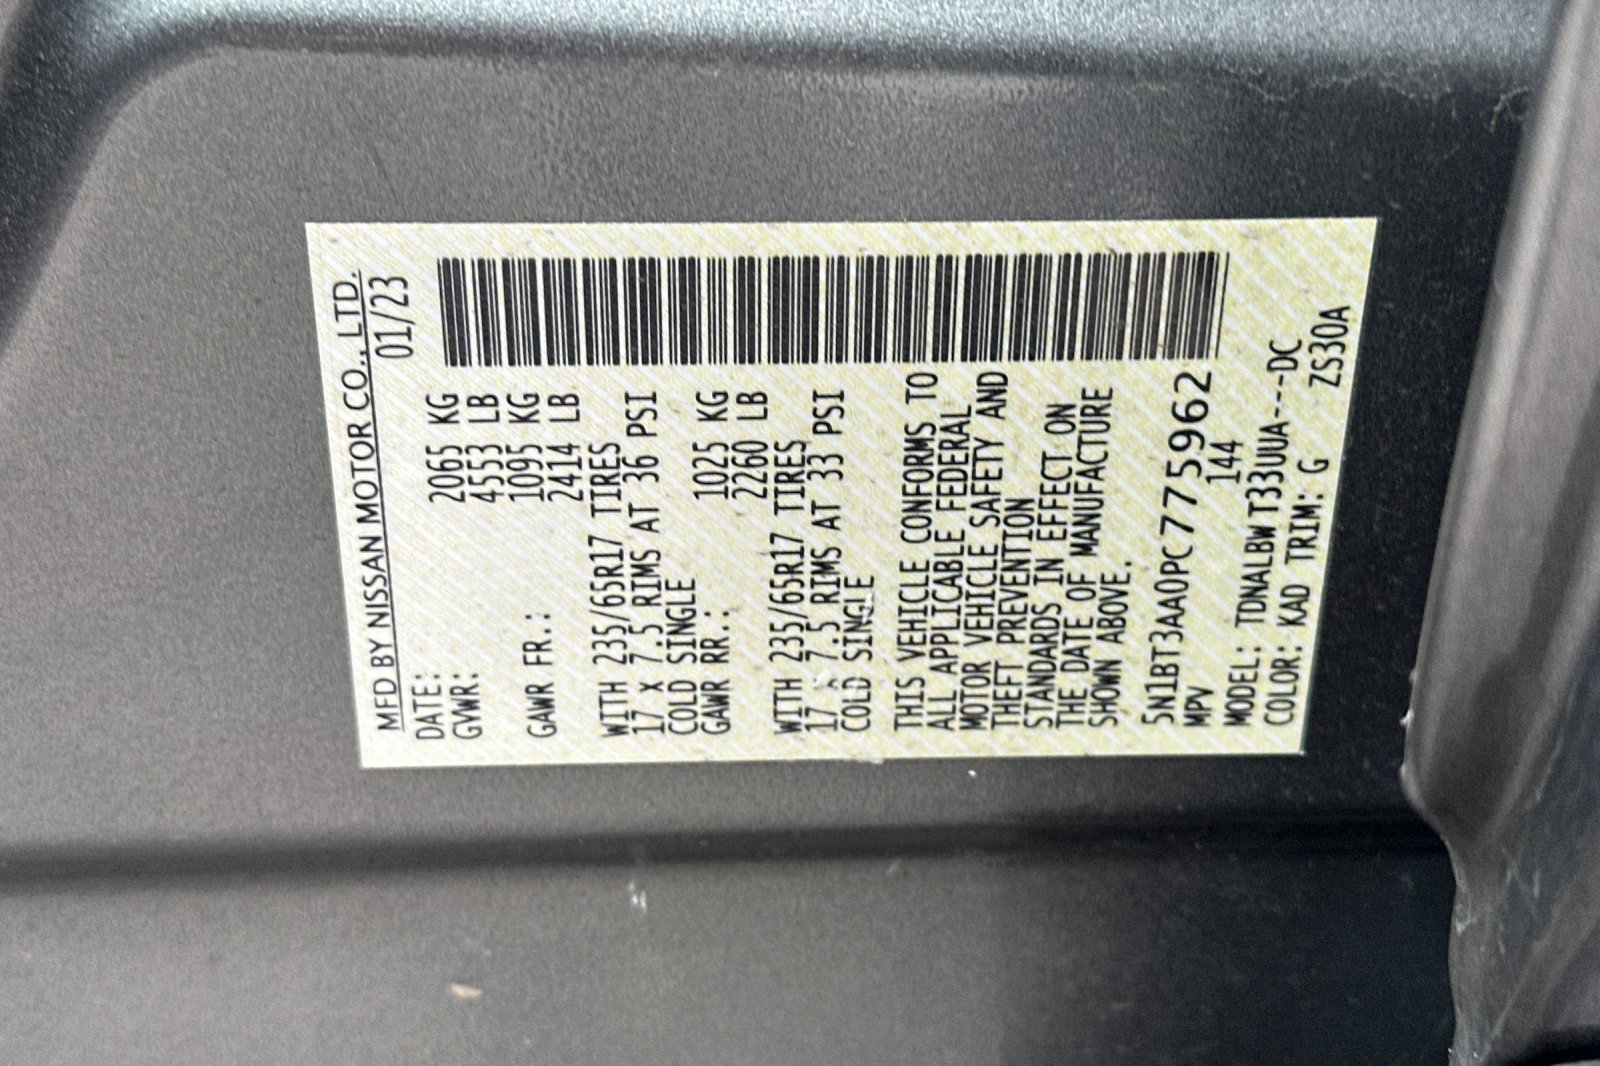 MFD BY NISSAN MOTOR CO., LTD.
DATE: 01/23
GVWR: 2065 KG
4553 LB
GAWR FR.: 1095 KG
2414 LB
WITH 235/65R17 TIRES
17 X 7.5 RIMS AT 36 PSI
COLD SINGLE
GAWR RR.: 1025 KG
2260 LB
WITH 235/65R17 TIRES
17 X 7.5 RIMS AT 33 PSI
COLD SINGLE
THIS VEHICLE CONFORMS TO
ALL APPLICABLE FEDERAL
MOTOR VEHICLE SAFETY AND
THEFT PREVENTION
STANDARDS IN EFFECT ON
THE DATE OF MANUFACTURE
SHOWN ABOVE.
5N1BT3AA0PC775962
MPV 144
MODEL: TDNALBW T33UUA---DC
COLOR: KAD TRIM: G ZS30A